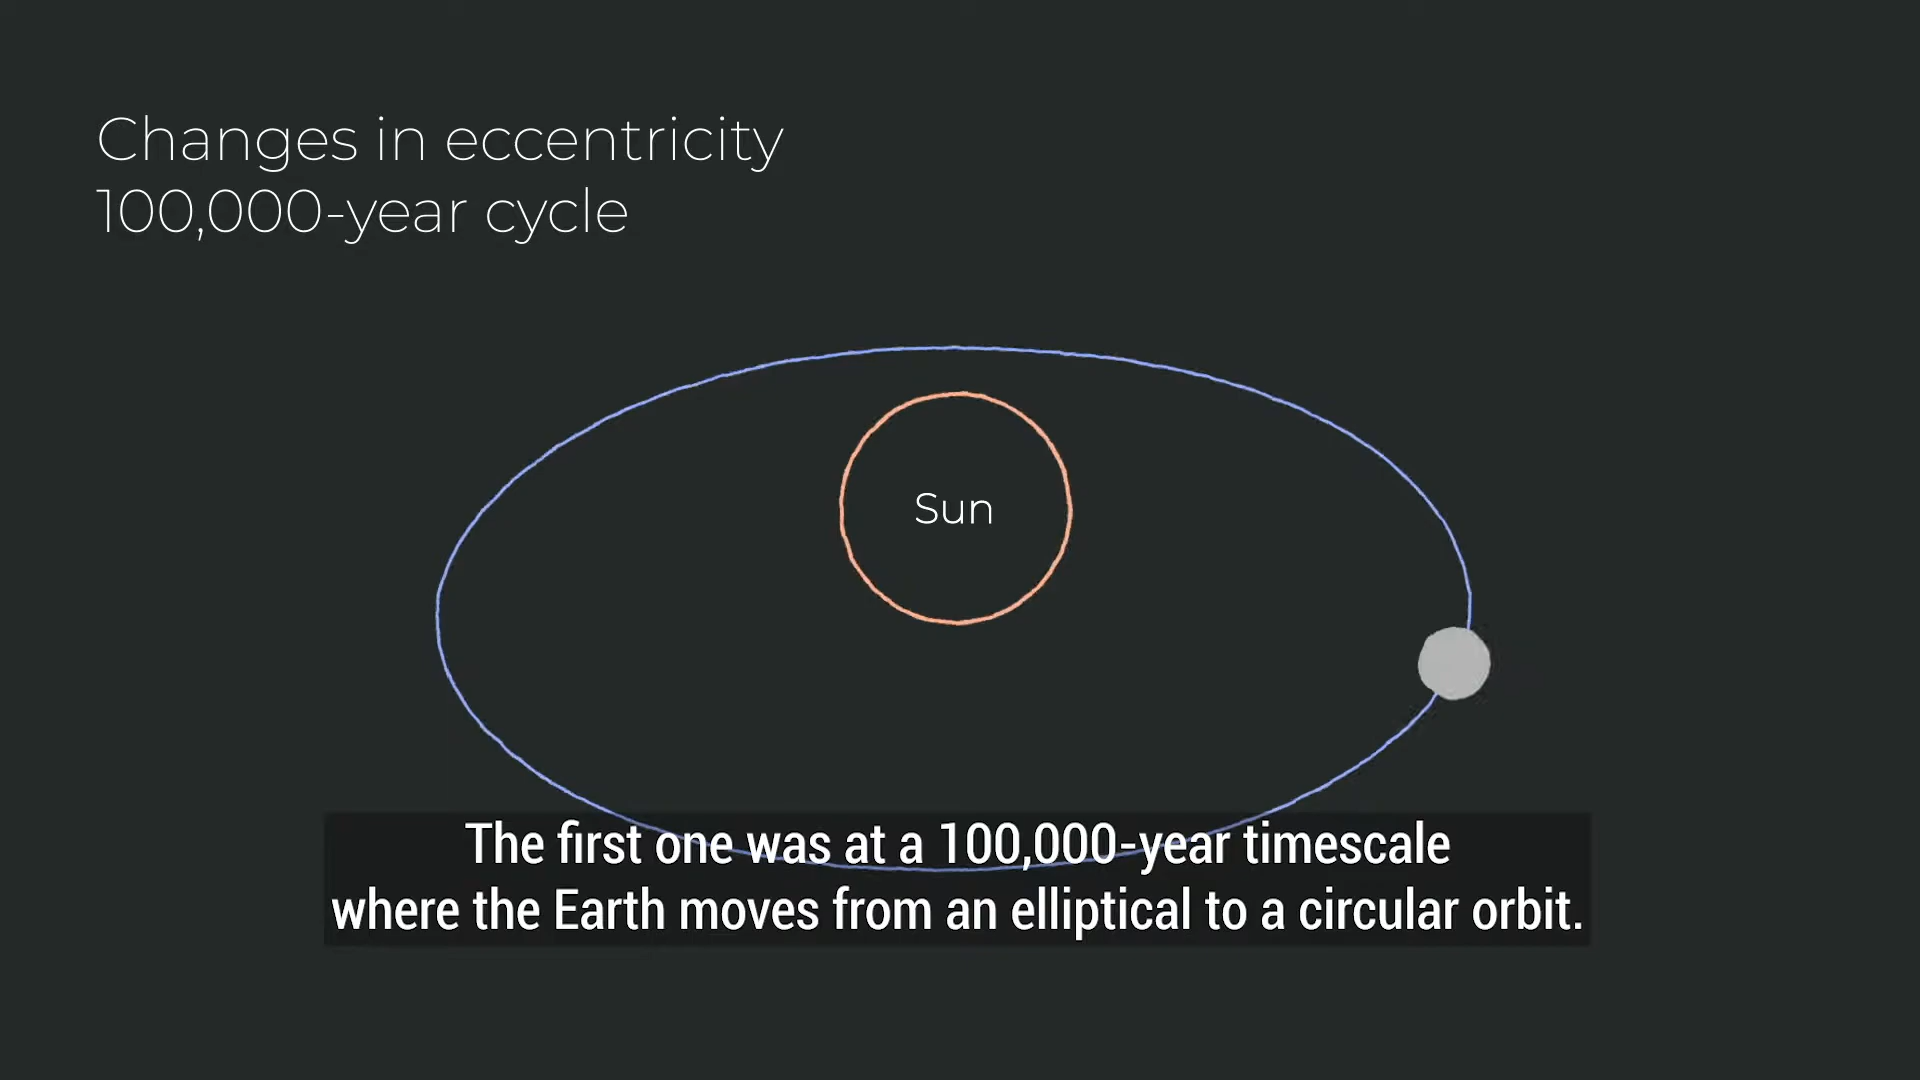 Changes in eccentricity
100,000-year cycle
Sun
The first one was at a 100,000-year timescale
where the Earth moves from an elliptical to a circular orbit.